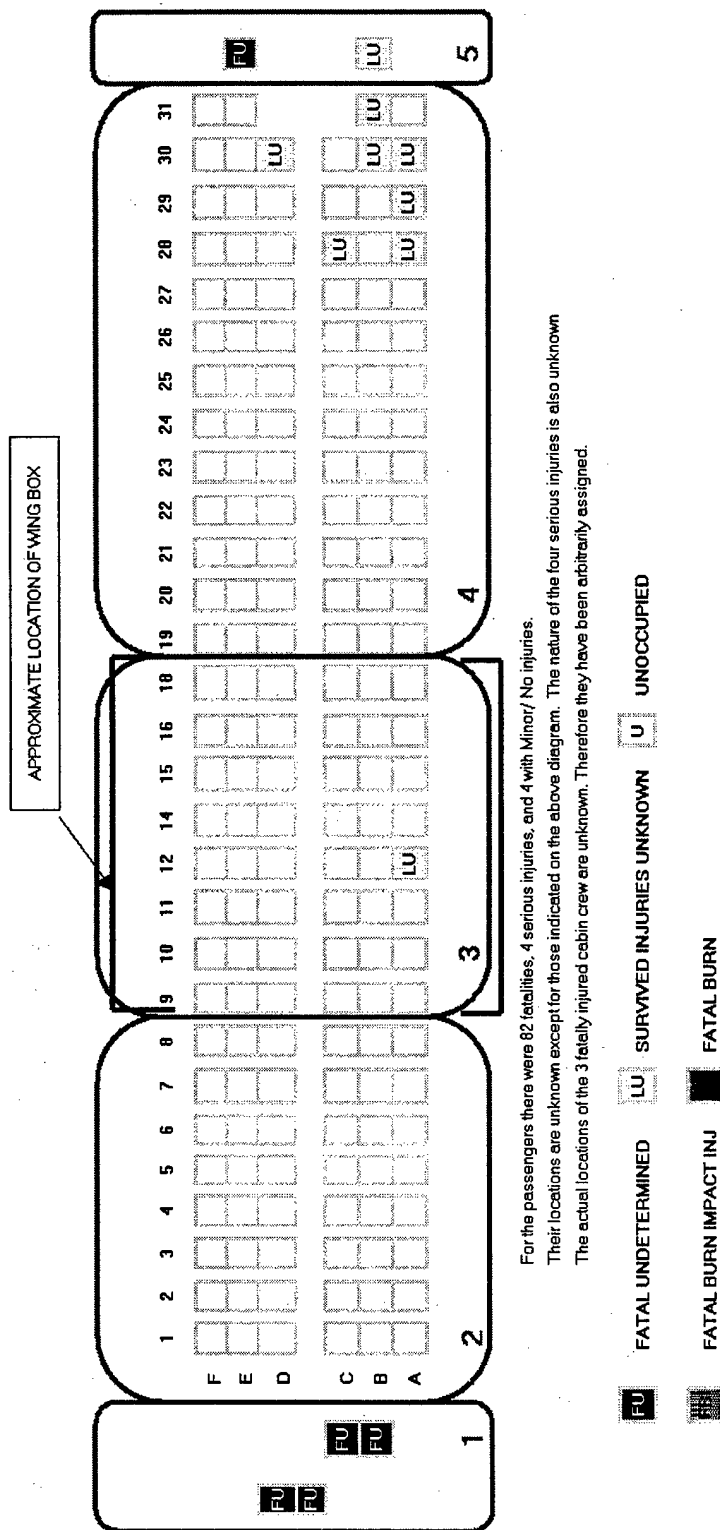 APPROXIMATE LOCATION OF WING BOX
1 2 3 4 5 6 7 8 9 10 11 12 14 15 16 18 19 20 21 22 23 24 25 26 27 28 29 30 31
F
E
D LU
FU FU FU
FU FU
C LU
B LU LU LU
A LU LU LU LU
1 2 3 4 5
For the passengers there were 82 fatalities, 4 serious injuries, and 4 with Minor/ No injuries.
Their locations are unknown except for those indicated on the above diagram. The nature of the four serious injuries is also unknown
The actual locations of the 3 fatally injured cabin crew are unknown. Therefore they have been arbitrarily assigned.
FU FATAL UNDETERMINED LU SURVIVED INJURIES UNKNOWN U UNOCCUPIED
FATAL BURN IMPACT INJ FATAL BURN